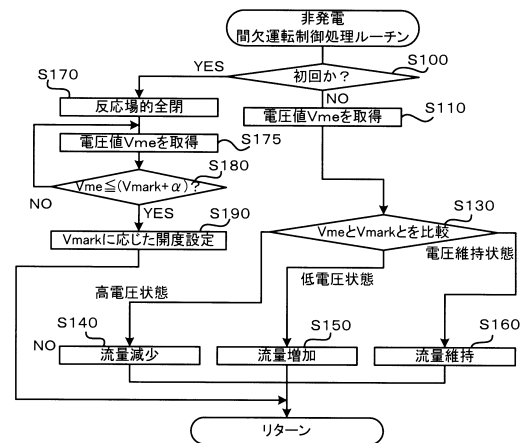 非発電
間欠運転制御処理ルーチン
S100
初回か？
YES
NO
S170
反応場的全閉
S110
電圧値Vmeを取得
電圧値Vmeを取得
S175
S180
Vme≦(Vmark+α)？
NO
YES
S190
Vmarkに応じた開度設定
S130
VmeとVmarkとを比較
電圧維持状態
低電圧状態
高電圧状態
S140
NO
流量減少
S150
流量増加
S160
流量維持
リターン